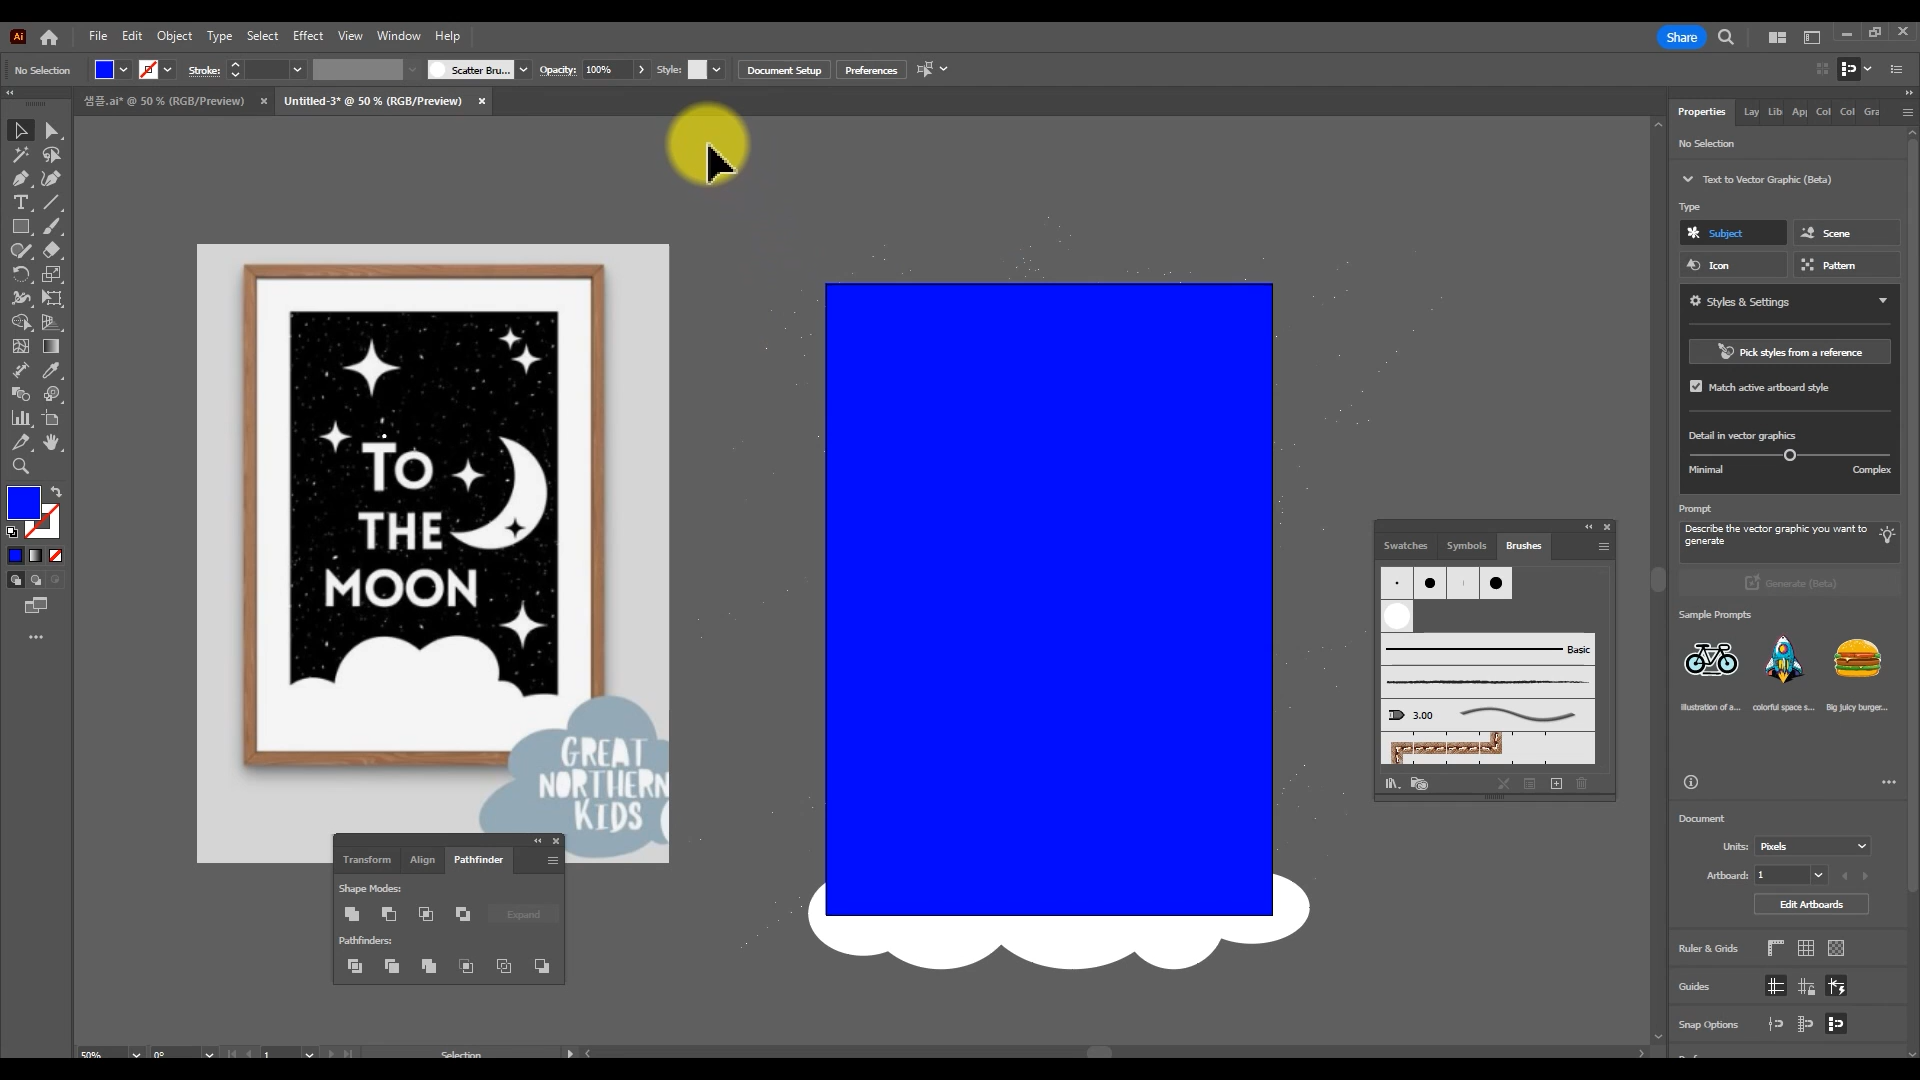 Ai File Edit Object Type Select Effect View Window Help Share
No Selection Stroke: Scatter Bru... Opacity: 100% Style: Document Setup Preferences
샘플.ai* @ 50 % (RGB/Preview) × Untitled-3* @ 50 % (RGB/Preview) ×
Properties Lay Lib Ap Col Col Gra
No Selection
Text to Vector Graphic (Beta)
Type
Subject Scene
Icon Pattern
Styles & Settings
Pick styles from a reference
Match active artboard style
Detail in vector graphics
Minimal Complex
Prompt
Describe the vector graphic you want to
generate
Generate (Beta)
Sample Prompts
illustration of a... colorful space s... Big juicy burger...
Document
Units: Pixels
Artboard: 1
Edit Artboards
Ruler & Grids
Guides
Snap Options
TO
THE
MOON
GREAT
NORTHERN
KIDS
Transform Align Pathfinder
Shape Modes:
Expand
Pathfinders:
Swatches Symbols Brushes
Basic
3.00
50% 0° 1 Selection